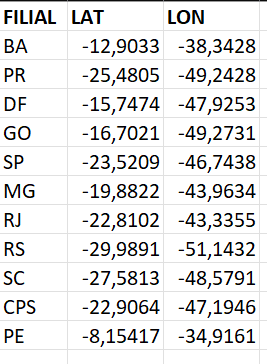 FILIAL LAT LON
BA -12,9033 -38,3428
PR -25,4805 -49,2428
DF -15,7474 -47,9253
GO -16,7021 -49,2731
SP -23,5209 -46,7438
MG -19,8822 -43,9634
RJ -22,8102 -43,3355
RS -29,9891 -51,1432
SC -27,5813 -48,5791
CPS -22,9064 -47,1946
PE -8,15417 -34,9161